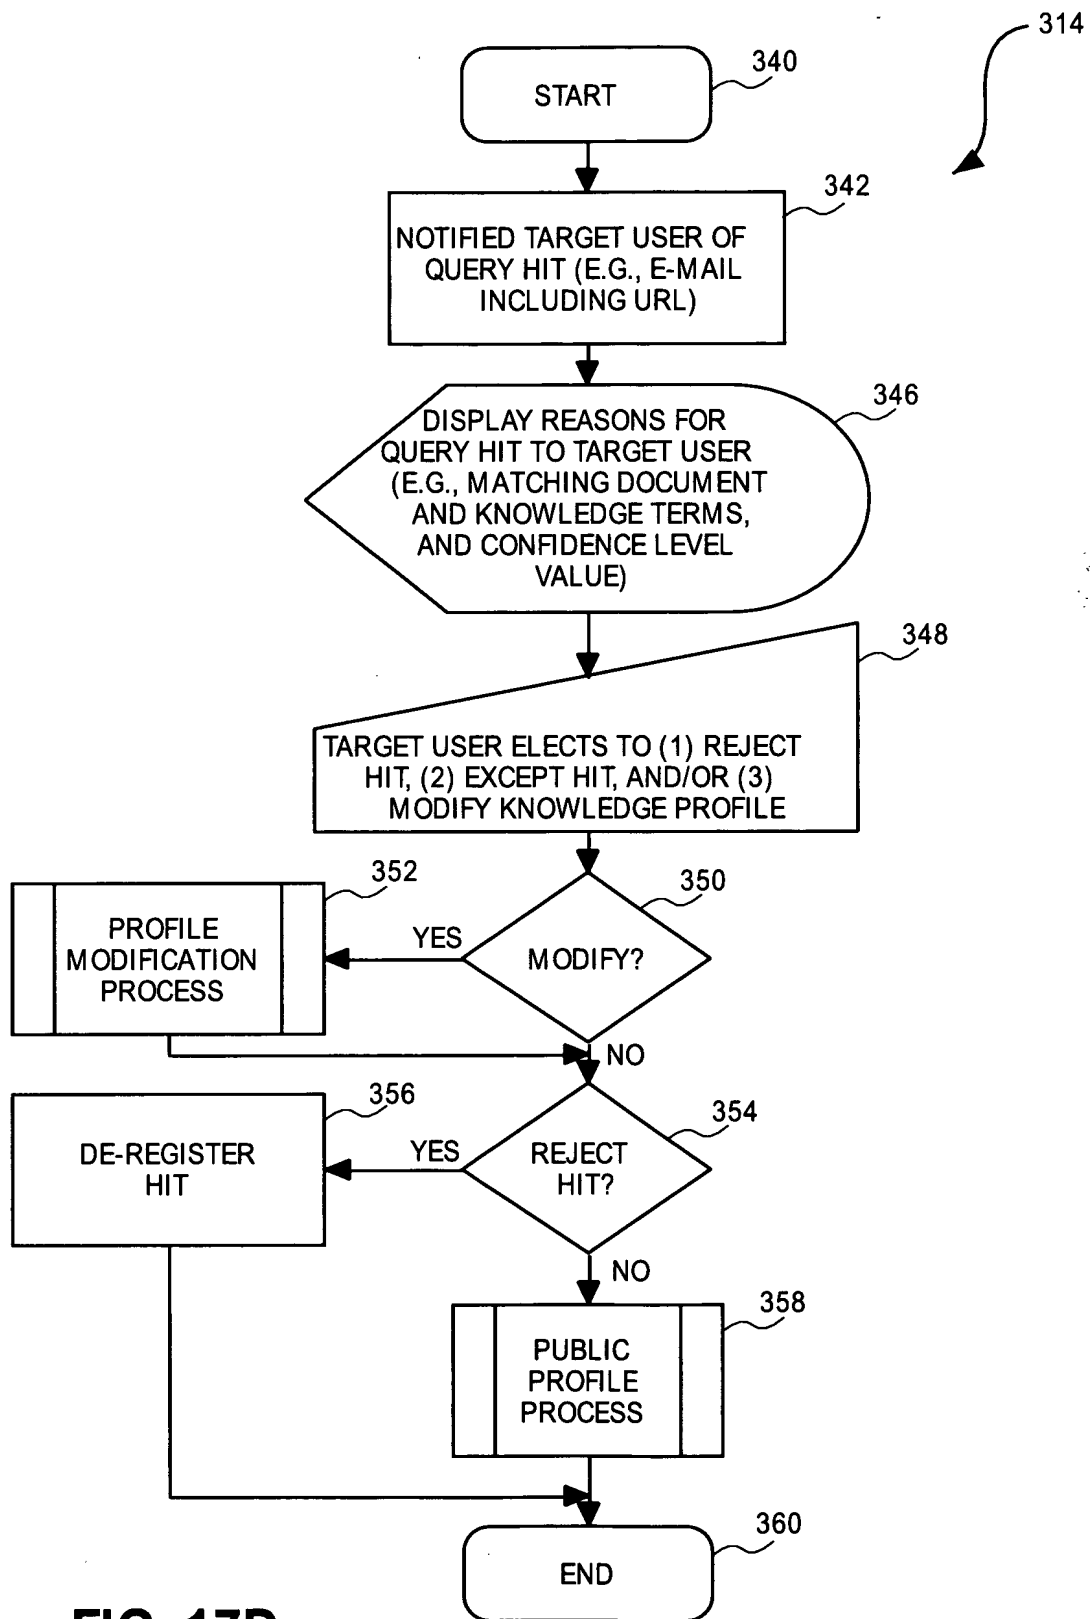 314
340
START
342
NOTIFIED TARGET USER OF
QUERY HIT (E.G., E-MAIL
INCLUDING URL)
346
DISPLAY REASONS FOR
QUERY HIT TO TARGET USER
(E.G., MATCHING DOCUMENT
AND KNOWLEDGE TERMS,
AND CONFIDENCE LEVEL
VALUE)
348
TARGET USER ELECTS TO (1) REJECT
HIT, (2) EXCEPT HIT, AND/OR (3)
MODIFY KNOWLEDGE PROFILE
352
350
PROFILE
MODIFICATION
PROCESS
YES
MODIFY?
NO
356
354
DE-REGISTER
HIT
YES
REJECT
HIT?
NO
358
PUBLIC
PROFILE
PROCESS
360
END